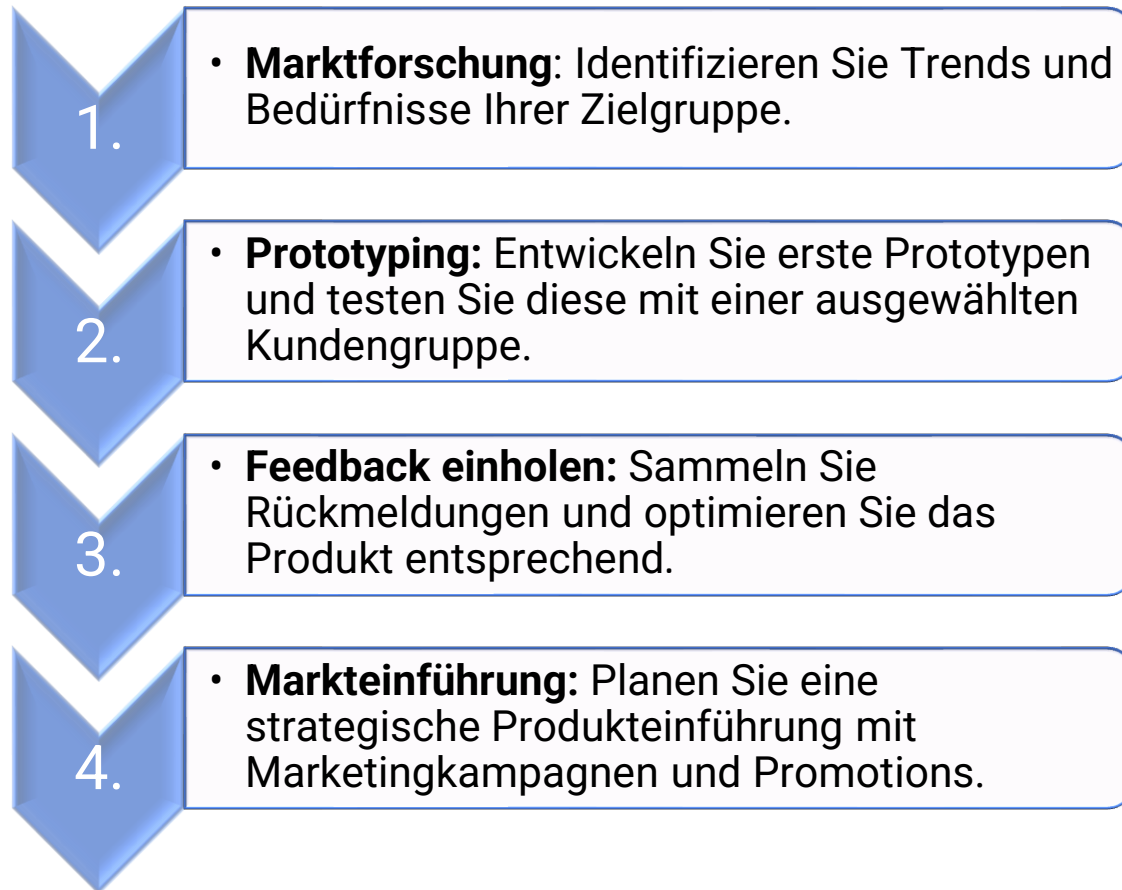 1.
• Marktforschung: Identifizieren Sie Trends und
Bedürfnisse Ihrer Zielgruppe.
2.
• Prototyping: Entwickeln Sie erste Prototypen
und testen Sie diese mit einer ausgewählten
Kundengruppe.
3.
• Feedback einholen: Sammeln Sie
Rückmeldungen und optimieren Sie das
Produkt entsprechend.
4.
• Markteinführung: Planen Sie eine
strategische Produkteinführung mit
Marketingkampagnen und Promotions.